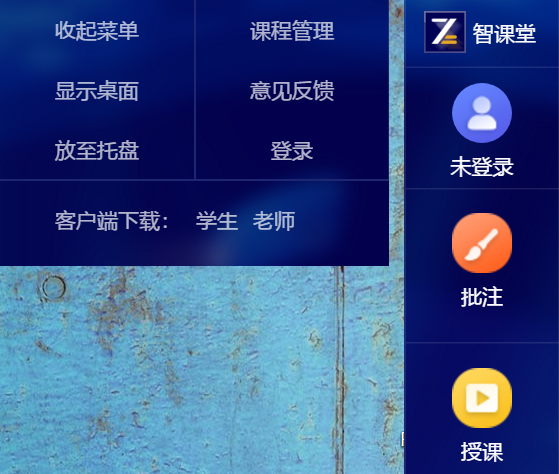 收起菜单 课程管理
显示桌面 意见反馈
放至托盘 登录
客户端下载： 学生 老师
智课堂
未登录
批注
授课